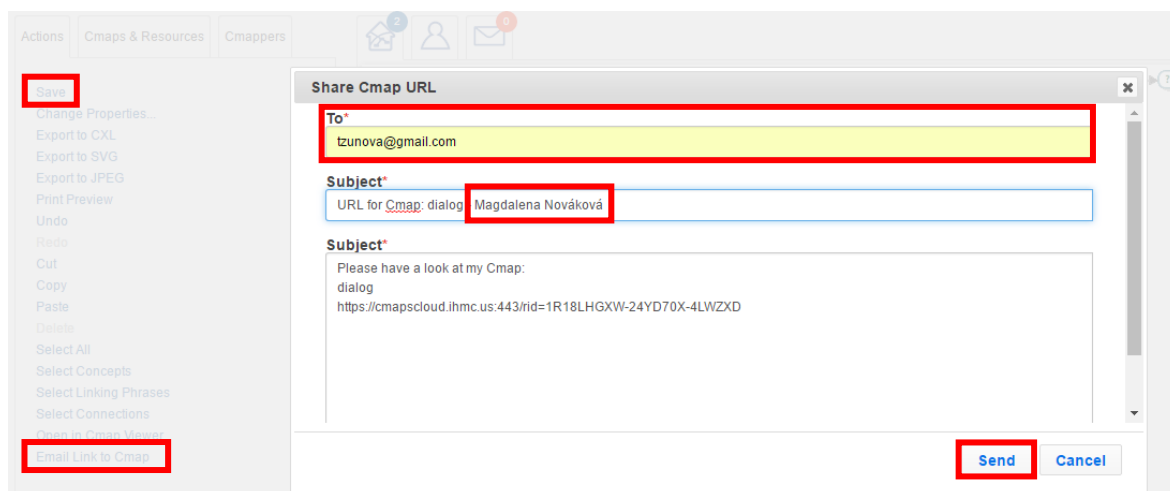 Actions Cmaps & Resources Cmappers 2 0
Save
Change Properties...
Export to CXL
Export to SVG
Export to JPEG
Print Preview
Undo
Redo
Cut
Copy
Paste
Delete
Select All
Select Concepts
Select Linking Phrases
Select Connections
Open in Cmap Viewer
Email Link to Cmap
Share Cmap URL
To*
tzunova@gmail.com
Subject*
URL for Cmap: dialog Magdalena Nováková
Subject*
Please have a look at my Cmap:
dialog
https://cmapscloud.ihmc.us:443/rid=1R18LHGXW-24YD70X-4LWZXD
Send Cancel